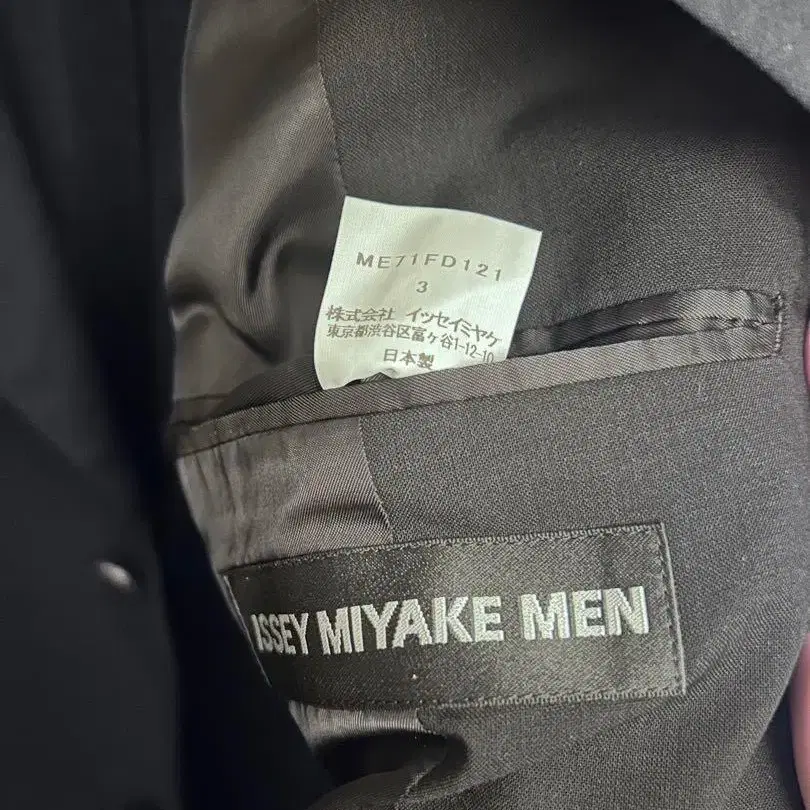 ME71FD121
3
株式会社 イッセイミヤケ
東京都渋谷区富ヶ谷1-12-10
日本製
ISSEY MIYAKE MEN